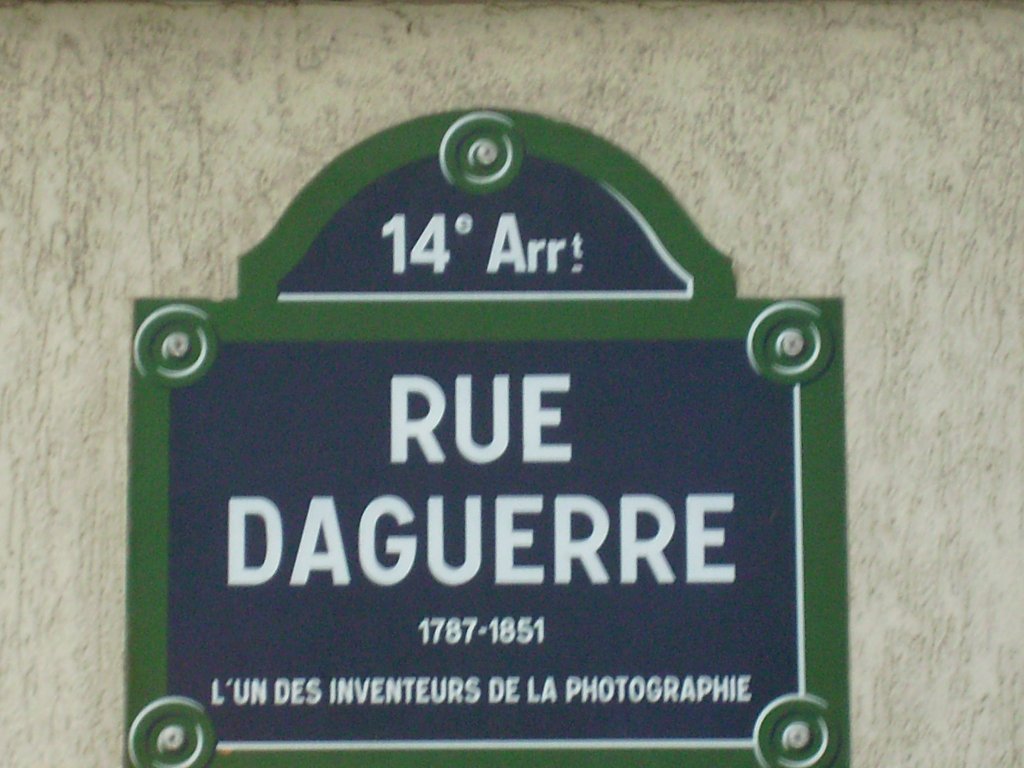 14e Arrt
RUE
DAGUERRE
1787-1851
L'UN DES INVENTEURS DE LA PHOTOGRAPHIE